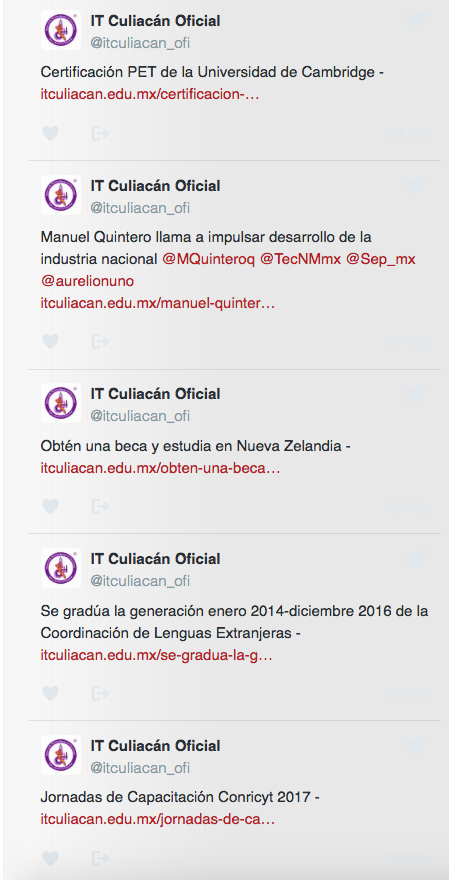 IT Culiacán Oficial
@itculiacan_ofi
Certificación PET de la Universidad de Cambridge -
itculiacan.edu.mx/certificacion-…
IT Culiacán Oficial
@itculiacan_ofi
Manuel Quintero llama a impulsar desarrollo de la
industria nacional @MQuinteroq @TecNMmx @Sep_mx
@aurelionuno
itculiacan.edu.mx/manuel-quinter…
IT Culiacán Oficial
@itculiacan_ofi
Obtén una beca y estudia en Nueva Zelandia -
itculiacan.edu.mx/obten-una-beca…
IT Culiacán Oficial
@itculiacan_ofi
Se gradúa la generación enero 2014-diciembre 2016 de la
Coordinación de Lenguas Extranjeras -
itculiacan.edu.mx/se-gradua-la-g…
IT Culiacán Oficial
@itculiacan_ofi
Jornadas de Capacitación Conricyt 2017 -
itculiacan.edu.mx/jornadas-de-ca…